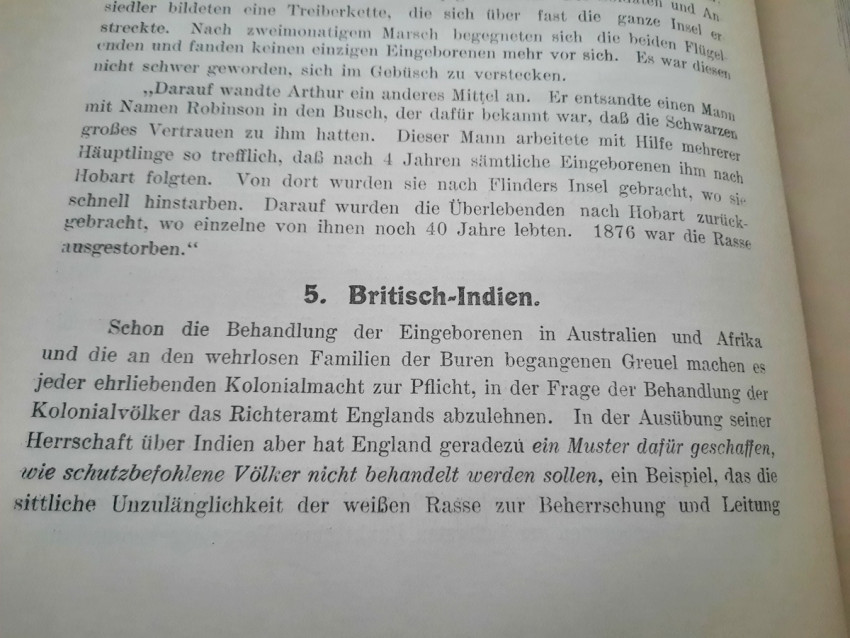 siedler bildeten eine Treiberkette, die sich über fast die ganze Insel er
streckte. Nach zweimonatigem Marsch begegneten sich die beiden Flügel
enden und fanden keinen einzigen Eingeborenen mehr vor sich. Es war diesen
nicht schwer geworden, sich im Gebüsch zu verstecken.
„Darauf wandte Arthur ein anderes Mittel an. Er entsandte einen Mann
mit Namen Robinson in den Busch, der dafür bekannt war, daß die Schwarzen
großes Vertrauen zu ihm hatten. Dieser Mann arbeitete mit Hilfe mehrerer
Häuptlinge so trefflich, daß nach 4 Jahren sämtliche Eingeborenen ihm nach
Hobart folgten. Von dort wurden sie nach Flinders Insel gebracht, wo sie
schnell hinstarben. Darauf wurden die Überlebenden nach Hobart zurück-
gebracht, wo einzelne von ihnen noch 40 Jahre lebten. 1876 war die Rasse
ausgestorben.“
5. Britisch-Indien.
Schon die Behandlung der Eingeborenen in Australien und Afrika
und die an den wehrlosen Familien der Buren begangenen Greuel machen es
jeder ehrliebenden Kolonialmacht zur Pflicht, in der Frage der Behandlung der
Kolonialvölker das Richteramt Englands abzulehnen. In der Ausübung seiner
Herrschaft über Indien aber hat England geradezu ein Muster dafür geschaffen,
wie schutzbefohlene Völker nicht behandelt werden sollen, ein Beispiel, das die
sittliche Unzulänglichkeit der weißen Rasse zur Beherrschung und Leitung